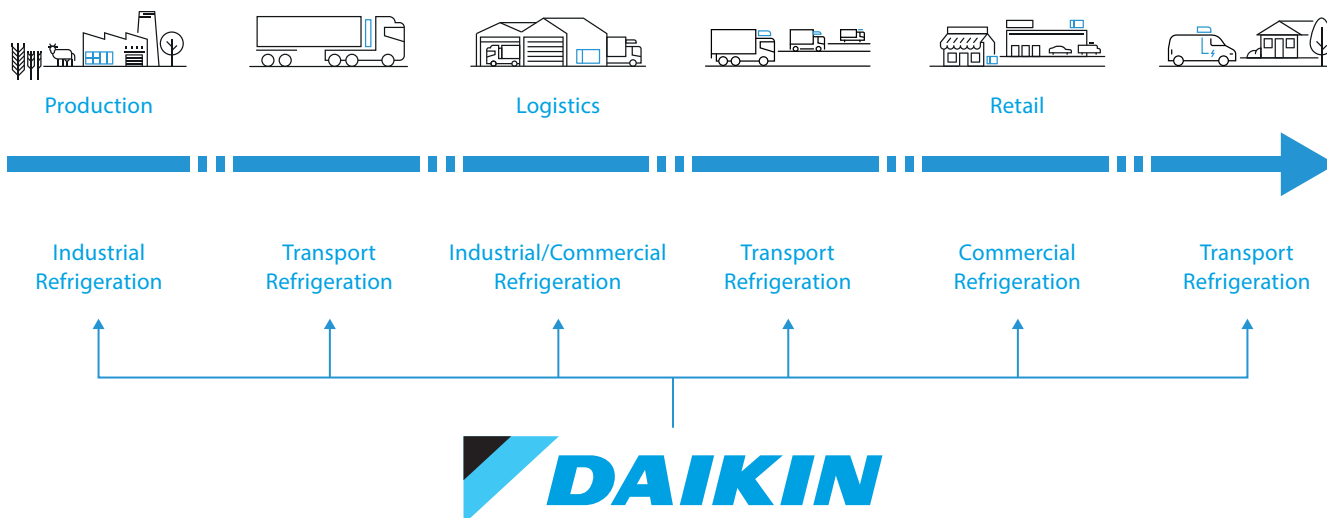 Production
Logistics
Retail
Industrial
Refrigeration
Transport
Refrigeration
Industrial/Commercial
Refrigeration
Transport
Refrigeration
Commercial
Refrigeration
Transport
Refrigeration
DAIKIN